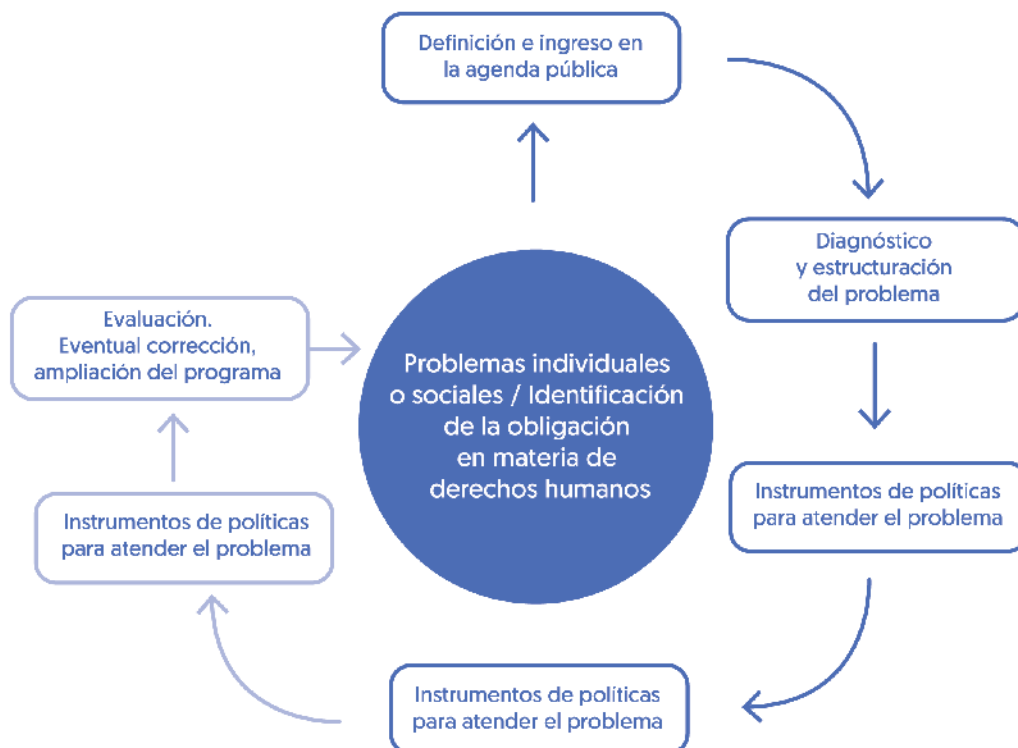 Definición e ingreso en
la agenda pública
Diagnóstico
y estructuración
del problema
Instrumentos de políticas
para atender el problema
Instrumentos de políticas
para atender el problema
Instrumentos de políticas
para atender el problema
Evaluación.
Eventual corrección,
ampliación del programa
Problemas individuales
o sociales / Identificación
de la obligación
en materia de
derechos humanos